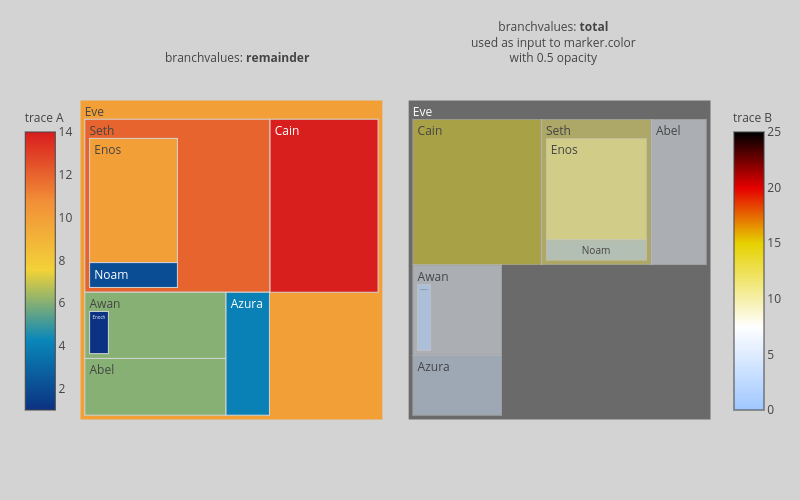 branchvalues: remainder
branchvalues: total
used as input to marker.color
with 0.5 opacity
trace A
14
12
10
8
6
4
2
Eve
Seth
Enos
Noam
Cain
Awan
Enoch
Abel
Azura
Eve
Cain
Seth
Enos
Noam
Abel
Awan
Azura
trace B
25
20
15
10
5
0